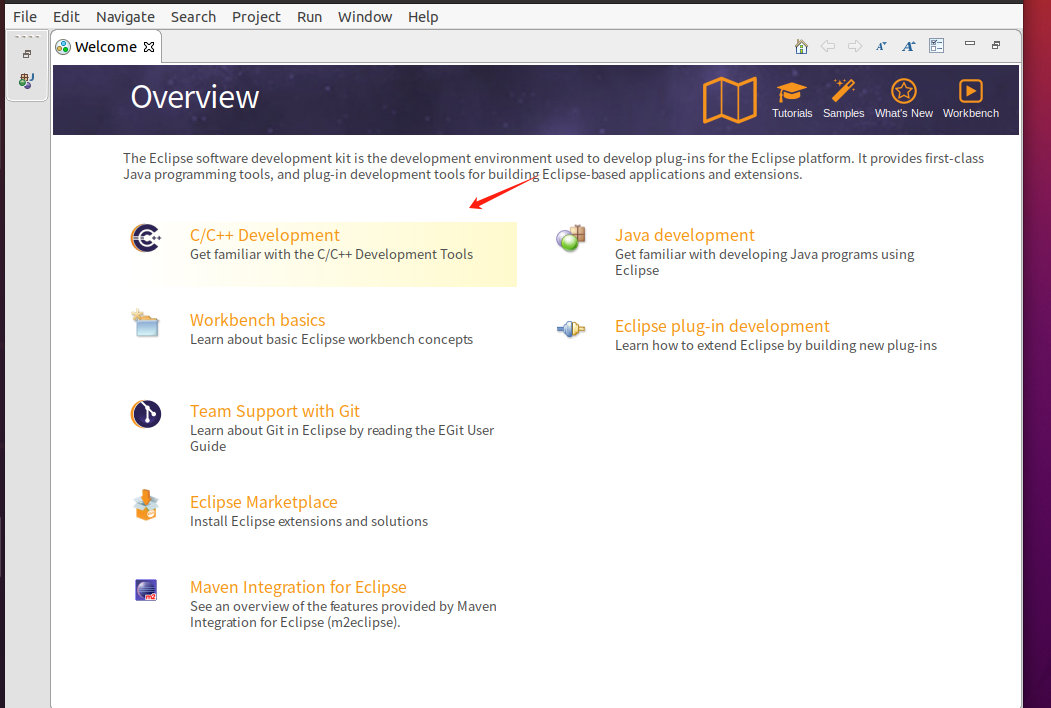 File Edit Navigate Search Project Run Window Help
Welcome
Overview
Tutorials Samples What's New Workbench
The Eclipse software development kit is the development environment used to develop plug-ins for the Eclipse platform. It provides first-class
Java programming tools, and plug-in development tools for building Eclipse-based applications and extensions.
C/C++ Development
Get familiar with the C/C++ Development Tools
Java development
Get familiar with developing Java programs using
Eclipse
Workbench basics
Learn about basic Eclipse workbench concepts
Eclipse plug-in development
Learn how to extend Eclipse by building new plug-ins
Team Support with Git
Learn about Git in Eclipse by reading the EGit User
Guide
Eclipse Marketplace
Install Eclipse extensions and solutions
Maven Integration for Eclipse
See an overview of the features provided by Maven
Integration for Eclipse (m2eclipse).